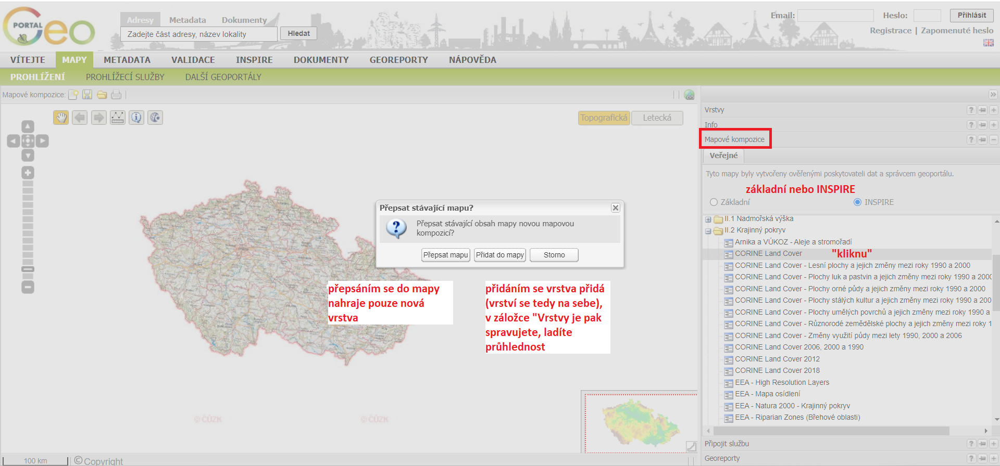 PORTAL
Geo
Adresy Metadata Dokumenty
Zadejte část adresy, název lokality Hledat
Email: Heslo: Přihlásit
Registrace | Zapomenuté heslo
VÍTEJTE MAPY METADATA VALIDACE INSPIRE DOKUMENTY GEOREPORTY NÁPOVĚDA
PROHLÍŽENÍ PROHLÍŽECÍ SLUŽBY DALŠÍ GEOPORTÁLY
Mapové kompozice:
Topografická Letecká
Vrstvy
Info
Mapové kompozice
Veřejné
Tyto mapy byly vytvořeny ověřenými poskytovateli dat a správcem geoportálu.
základní nebo INSPIRE
Základní INSPIRE
II.1 Nadmořská výška
II.2 Krajinný pokryv
Arnika a VÚKOZ - Aleje a stromořadí
CORINE Land Cover "kliknu"
CORINE Land Cover - Lesní plochy a jejich změny mezi roky 1990 a 2000
CORINE Land Cover - Plochy luk a pastvin a jejich změny mezi roky 1990 a 2000
CORINE Land Cover - Plochy orné půdy a jejich změny mezi roky 1990 a 2000
CORINE Land Cover - Plochy stálých kultur a jejich změny mezi roky 1990 a 200
CORINE Land Cover - Plochy umělých povrchů a jejich změny mezi roky 1990 a
CORINE Land Cover - Různorodé zemědělské plochy a jejich změny mezi roky 1
CORINE Land Cover - Změny využití půdy mezi lety 1990, 2000 a 2006
CORINE Land Cover 2006, 2000 a 1990
CORINE Land Cover 2012
CORINE Land Cover 2018
EEA - High Resolution Layers
EEA - Mapa osídlení
EEA - Natura 2000 - Krajinný pokryv
EEA - Riparian Zones (Břehové oblasti)
Připojit službu
Georeporty
Přepsat stávající mapu?
Přepsat stávající obsah mapy novou mapovou
kompozicí?
Přepsat mapu Přidat do mapy Storno
přepsáním se do mapy
nahraje pouze nová
vrstva
přidáním se vrstva přidá
(vrství se tedy na sebe),
v záložce "Vrstvy je pak
spravujete, ladíte
průhlednost
© ČÚZK © ČÚZK
100 km © Copyright